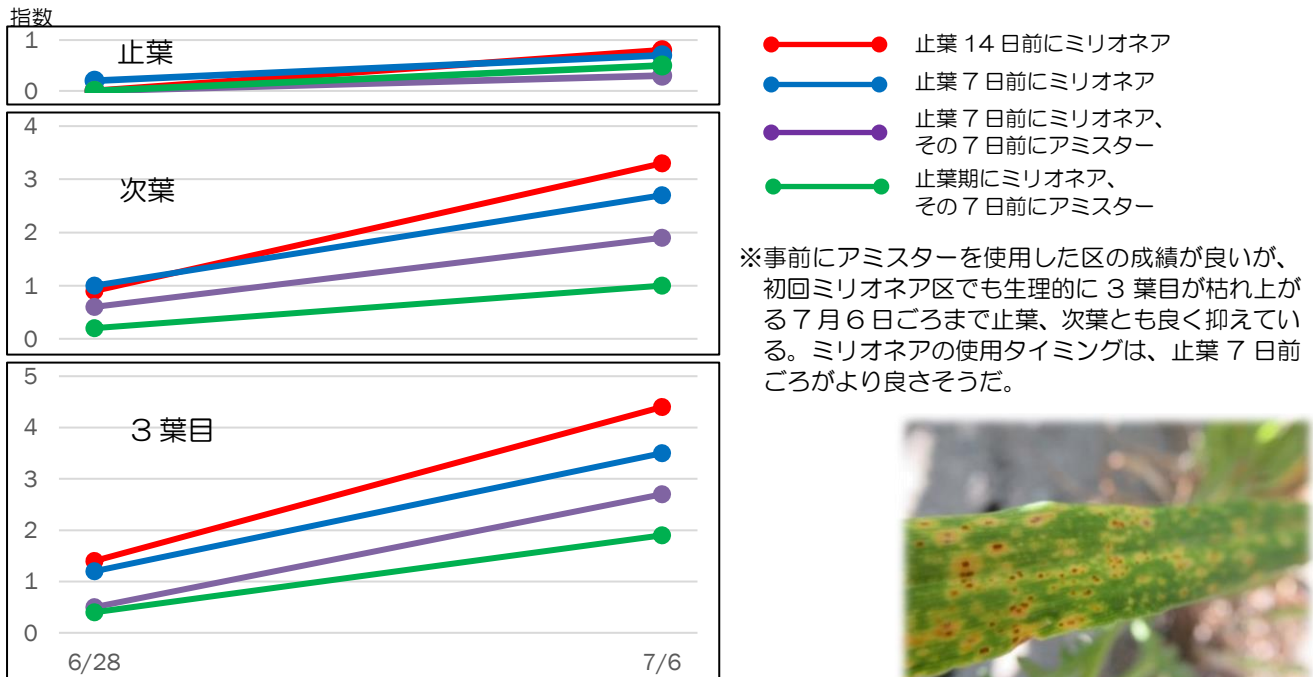 指数
1
止葉
0
4
3
次葉
2
1
0
5
4
3 葉目
3
2
1
0
6/28
7/6
止葉 14 日前にミリオネア
止葉 7 日前にミリオネア
止葉 7 日前にミリオネア、
その 7 日前にアミスター
止葉期にミリオネア、
その 7 日前にアミスター
※事前にアミスターを使用した区の成績が良いが、
初回ミリオネア区でも生理的に 3 葉目が枯れ上が
る 7 月 6 日ごろまで止葉、次葉とも良く抑えてい
る。ミリオネアの使用タイミングは、止葉 7 日前
ごろがより良さそうだ。